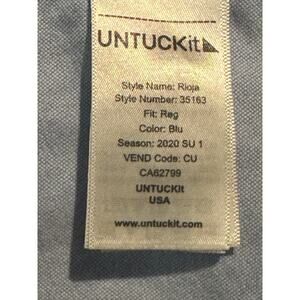 UNTUCKit
Style Name: Rioja
Style Number: 35163
Fit: Reg
Color: Blu
Season: 2020 SU 1
VEND Code: CU
CA62799
UNTUCKIt
USA
www.untuckit.com